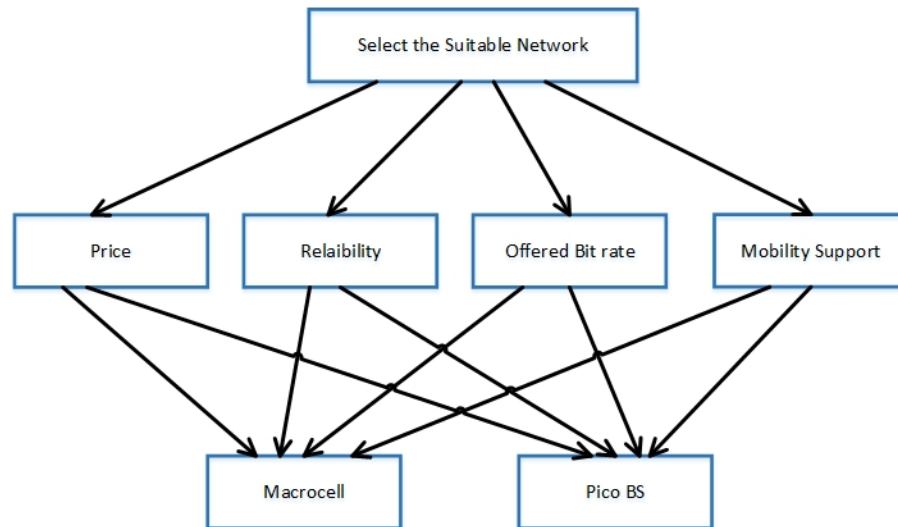 Select the Suitable Network
Price
Relaibility
Offered Bit rate
Mobility Support
Macrocell
Pico BS